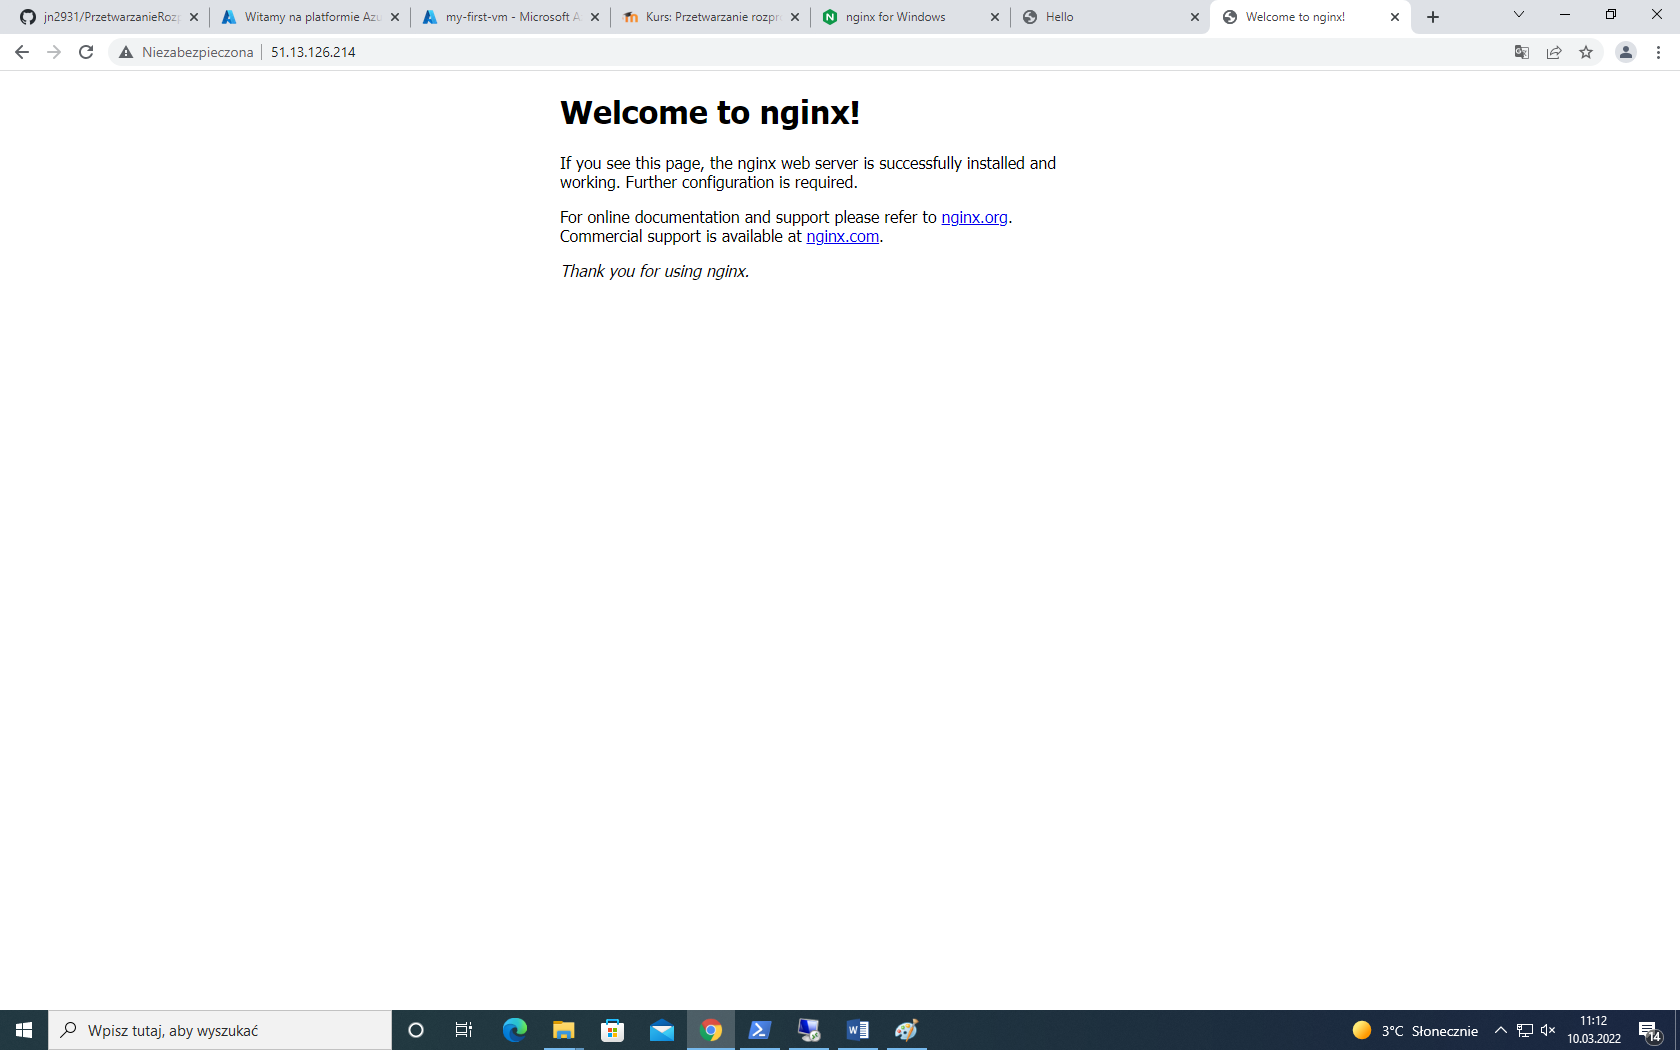 jn2931/PrzetwarzanieRozp
Witamy na platformie Azu
my-first-vm - Microsoft A
Kurs: Przetwarzanie rozpr
nginx for Windows
Hello
Welcome to nginx!
Niezabezpieczona
51.13.126.214
Welcome to nginx!
If you see this page, the nginx web server is successfully installed and
working. Further configuration is required.
For online documentation and support please refer to nginx.org.
Commercial support is available at nginx.com.
Thank you for using nginx.
Wpisz tutaj, aby wyszukać
3°C Słonecznie
11:12
10.03.2022
14